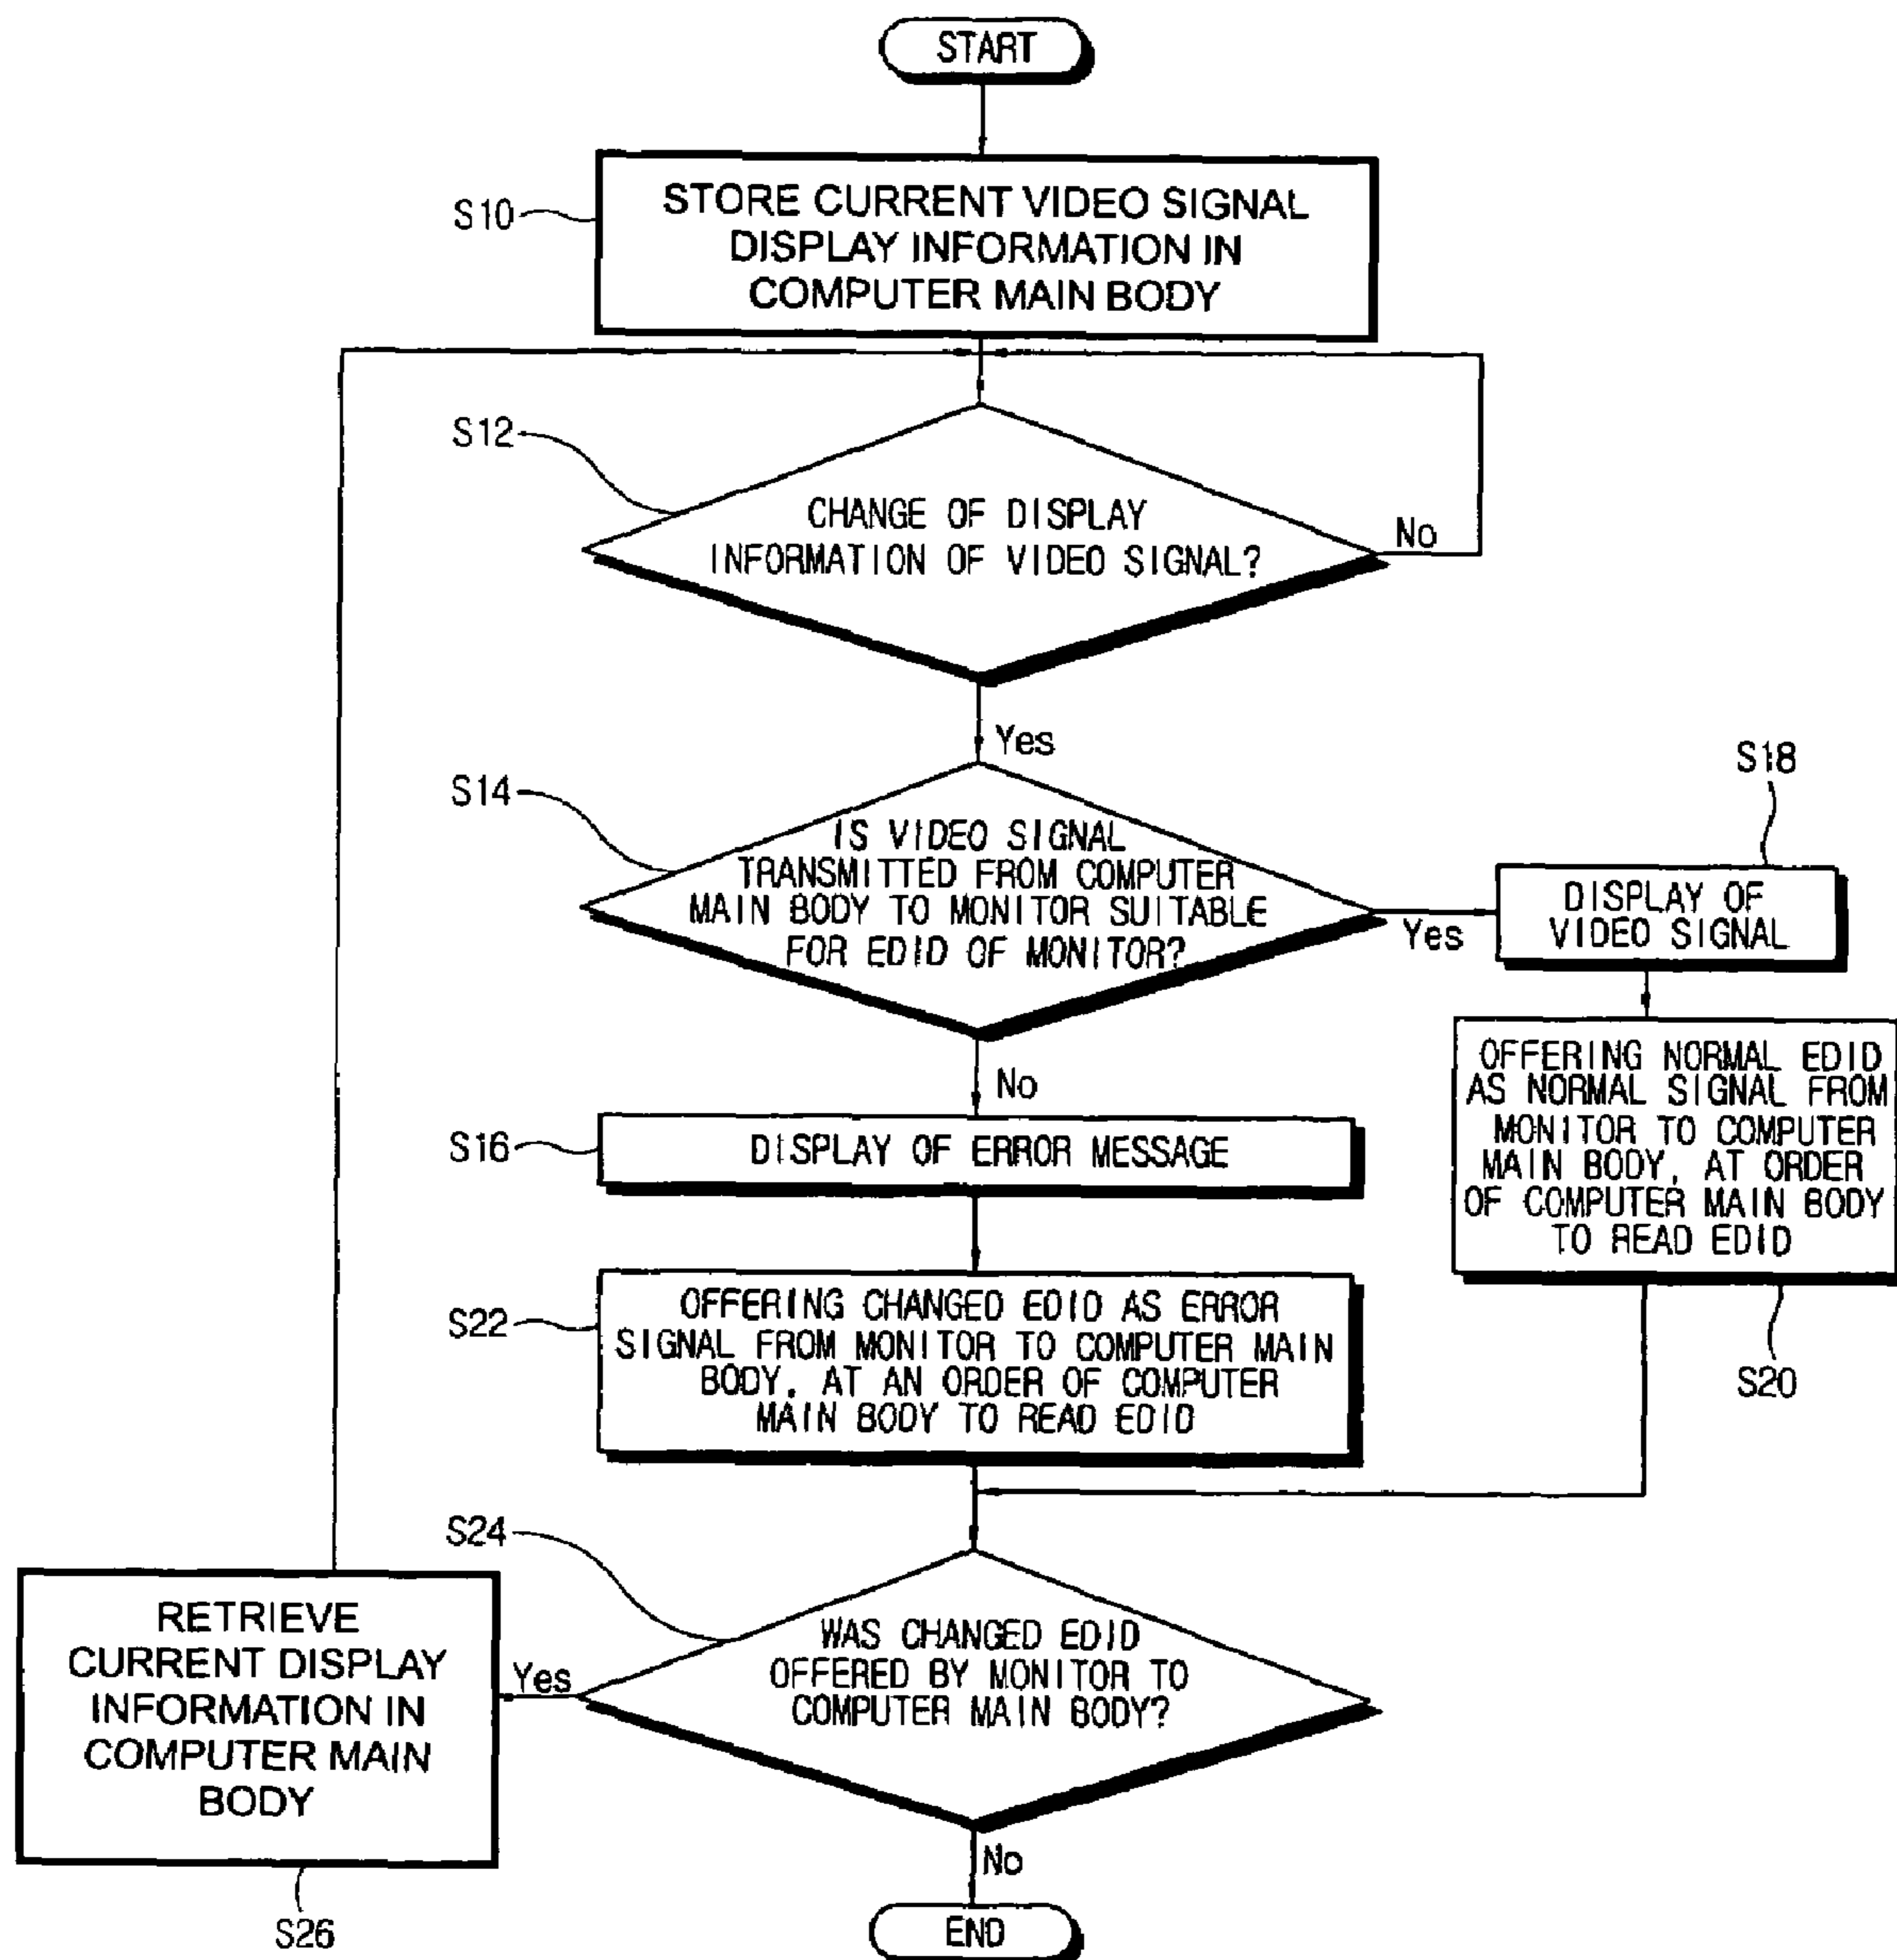 START
S10
STORE CURRENT VIDEO SIGNAL
DISPLAY INFORMATION IN
COMPUTER MAIN BODY
S12
CHANGE OF DISPLAY
INFORMATION OF VIDEO SIGNAL?
No
Yes
S14
IS VIDEO SIGNAL
TRANSMITTED FROM COMPUTER
MAIN BODY TO MONITOR SUITABLE
FOR EDID OF MONITOR?
Yes
S18
DISPLAY OF
VIDEO SIGNAL
No
S16
DISPLAY OF ERROR MESSAGE
OFFERING NORMAL EDID
AS NORMAL SIGNAL FROM
MONITOR TO COMPUTER
MAIN BODY, AT ORDER
OF COMPUTER MAIN BODY
TO READ EDID
S20
S22
OFFERING CHANGED EDID AS ERROR
SIGNAL FROM MONITOR TO COMPUTER MAIN
BODY, AT AN ORDER OF COMPUTER
MAIN BODY TO READ EDID
S24
WAS CHANGED EDID
OFFERED BY MONITOR TO
COMPUTER MAIN BODY?
Yes
RETRIEVE
CURRENT DISPLAY
INFORMATION IN
COMPUTER MAIN
BODY
S26
No
END